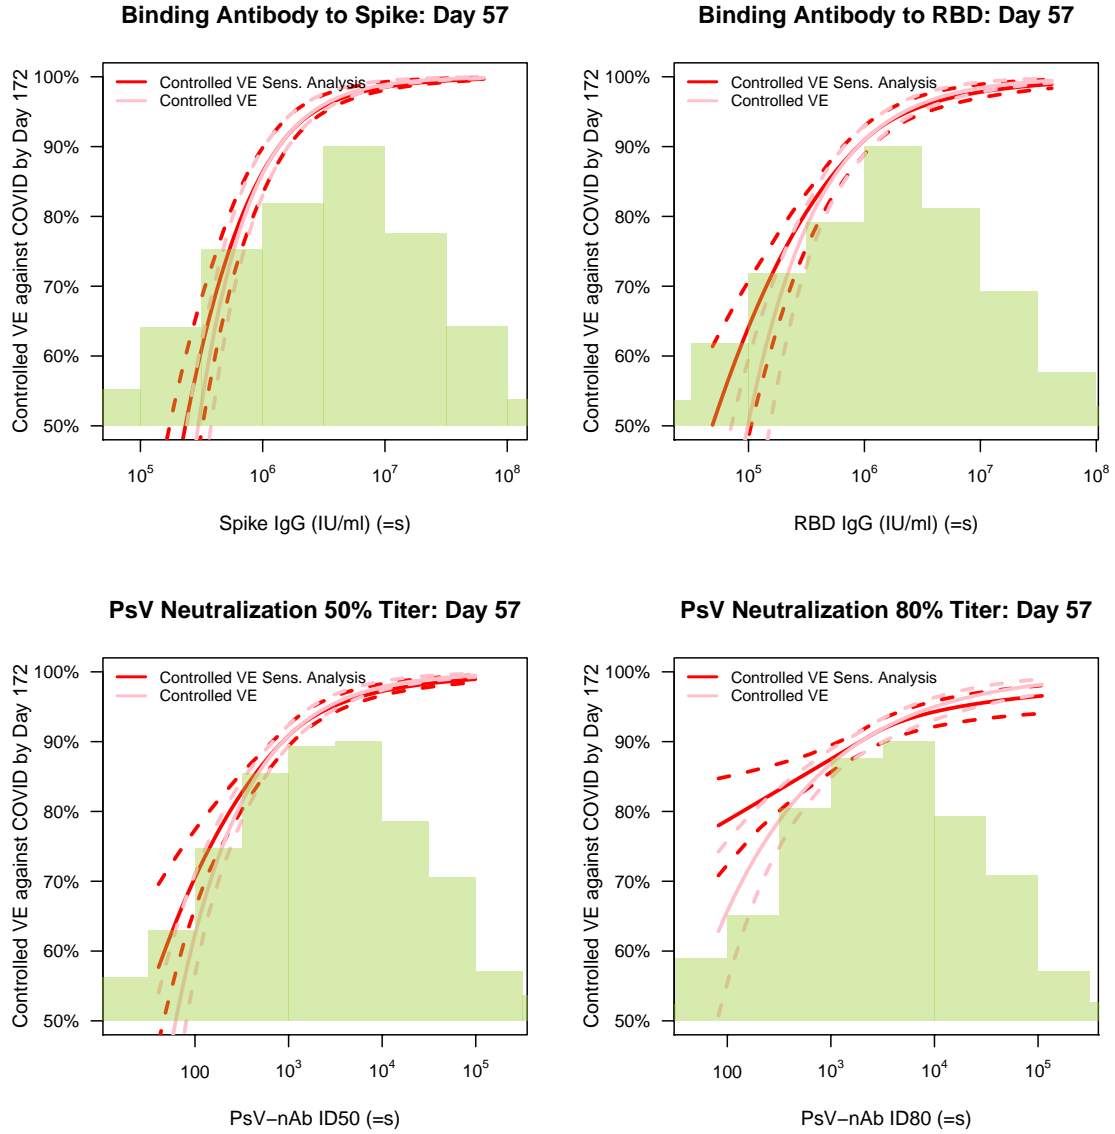 Binding Antibody to Spike: Day 57
Controlled VE against COVID by Day 172
100%
90%
80%
70%
60%
50%
Controlled VE Sens. Analysis
Controlled VE
10^5
10^6
10^7
10^8
Spike IgG (IU/ml) (=s)
Binding Antibody to RBD: Day 57
Controlled VE against COVID by Day 172
100%
90%
80%
70%
60%
50%
Controlled VE Sens. Analysis
Controlled VE
10^5
10^6
10^7
10^8
RBD IgG (IU/ml) (=s)
PsV Neutralization 50% Titer: Day 57
Controlled VE against COVID by Day 172
100%
90%
80%
70%
60%
50%
Controlled VE Sens. Analysis
Controlled VE
100
10^3
10^4
10^5
PsV−nAb ID50 (=s)
PsV Neutralization 80% Titer: Day 57
Controlled VE against COVID by Day 172
100%
90%
80%
70%
60%
50%
Controlled VE Sens. Analysis
Controlled VE
100
10^3
10^4
10^5
PsV−nAb ID80 (=s)